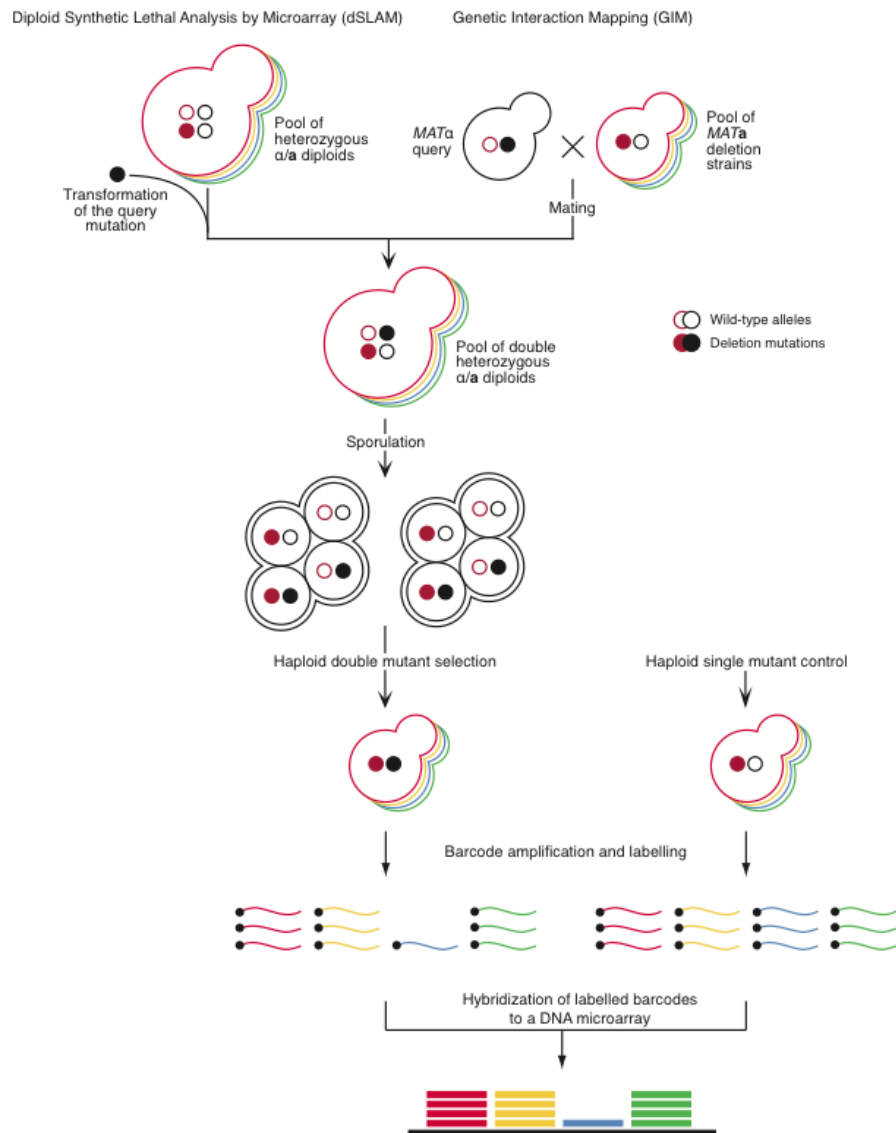 Diploid Synthetic Lethal Analysis by Microarray (dSLAM)
Genetic Interaction Mapping (GIM)
Pool of
heterozygous
α/a diploids
Transformation
of the query
mutation
MATα
query
Pool of
MATa
deletion
strains
Mating
Pool of double
heterozygous
α/a diploids
Wild-type alleles
Deletion mutations
Sporulation
Haploid double mutant selection
Haploid single mutant control
Barcode amplification and labelling
Hybridization of labelled barcodes
to a DNA microarray